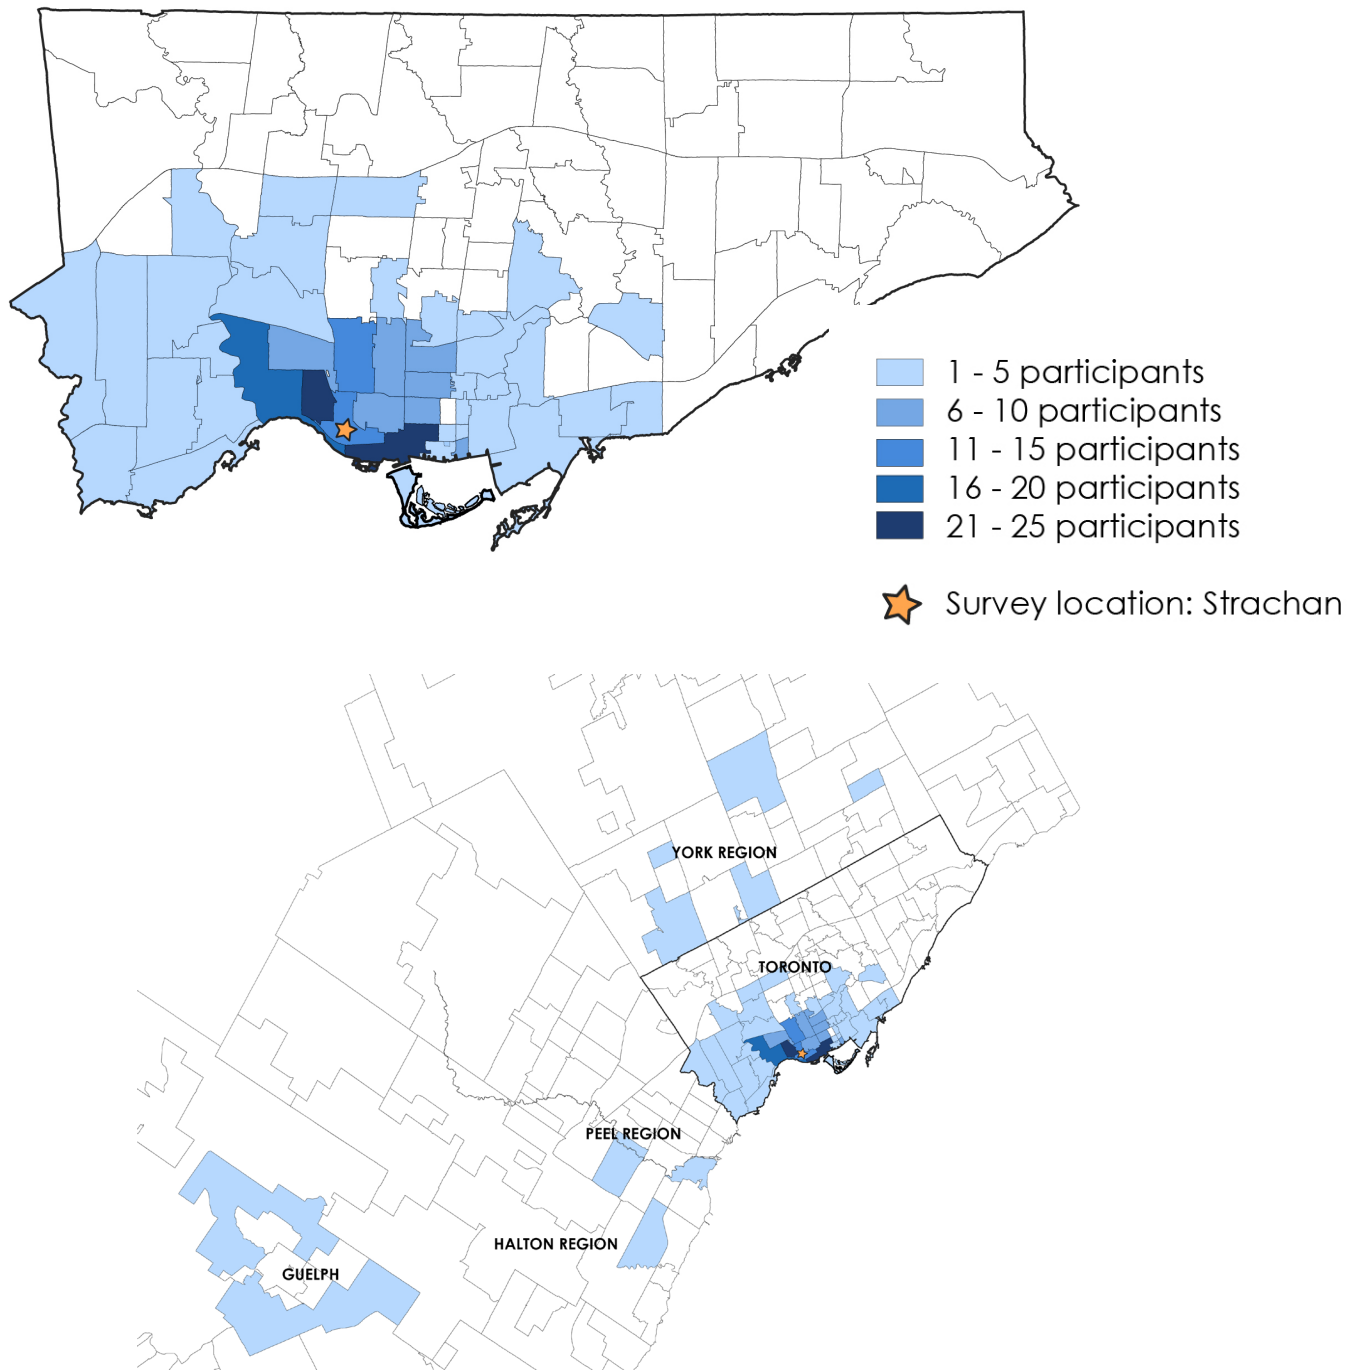 1 - 5 participants
6 - 10 participants
11 - 15 participants
16 - 20 participants
21 - 25 participants
Survey location: Strachan
YORK REGION
TORONTO
PEEL REGION
HALTON REGION
GUELPH